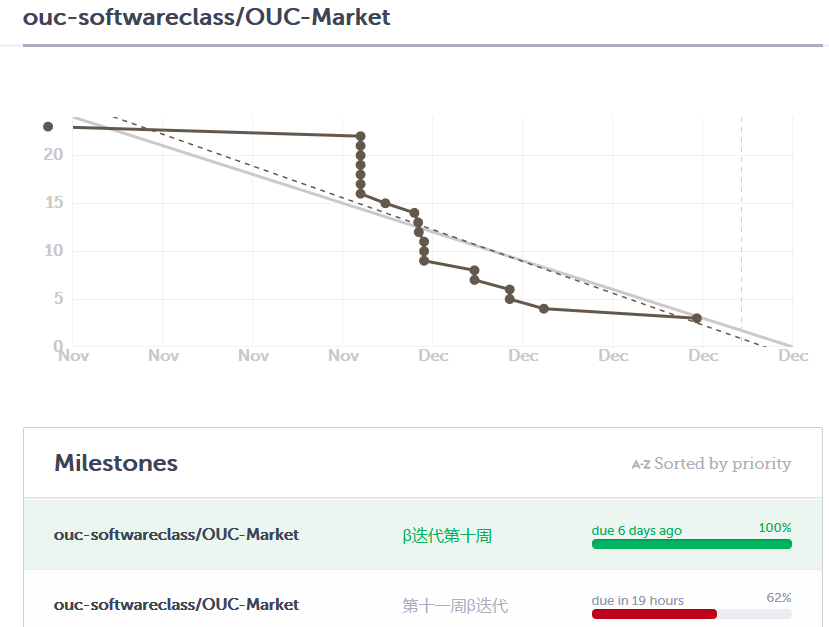 ouc-softwareclass/OUC-Market
20
15
10
5
0
Nov Nov Nov Nov Dec Dec Dec Dec Dec
Milestones
A-Z Sorted by priority
ouc-softwareclass/OUC-Market β迭代第十周 due 6 days ago 100%
ouc-softwareclass/OUC-Market 第十一周β迭代 due in 19 hours 62%